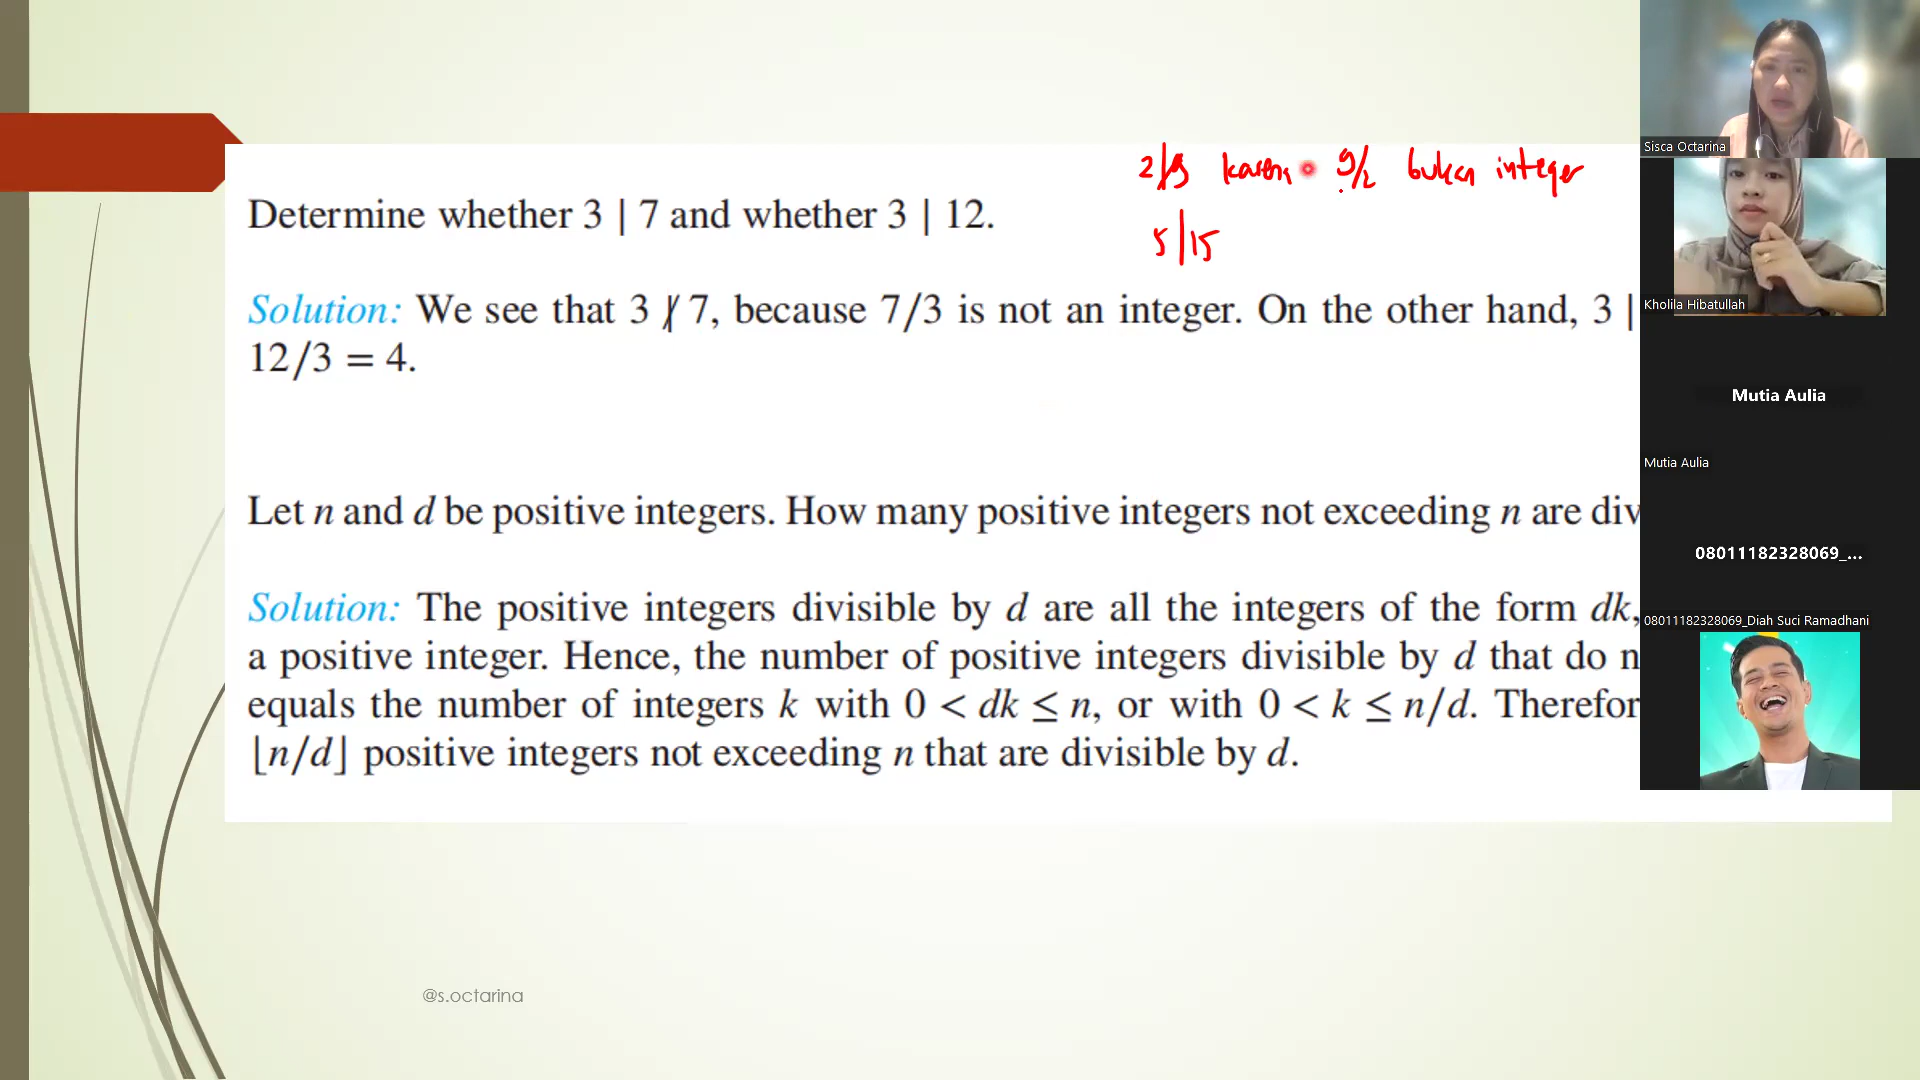 2∤9 karena 9/2 bukan integer
Determine whether 3 | 7 and whether 3 | 12.
5|15
Solution: We see that 3 ∤ 7, because 7/3 is not an integer. On the other hand, 3 |
12/3 = 4.
Let n and d be positive integers. How many positive integers not exceeding n are div
Solution: The positive integers divisible by d are all the integers of the form dk,
a positive integer. Hence, the number of positive integers divisible by d that do n
equals the number of integers k with 0 < dk ≤ n, or with 0 < k ≤ n/d. Therefor
⌊n/d⌋ positive integers not exceeding n that are divisible by d.
@s.octarina
Sisca Octarina
Kholila Hibatullah
Mutia Aulia
Mutia Aulia
08011182328069_...
08011182328069_Diah Suci Ramadhani